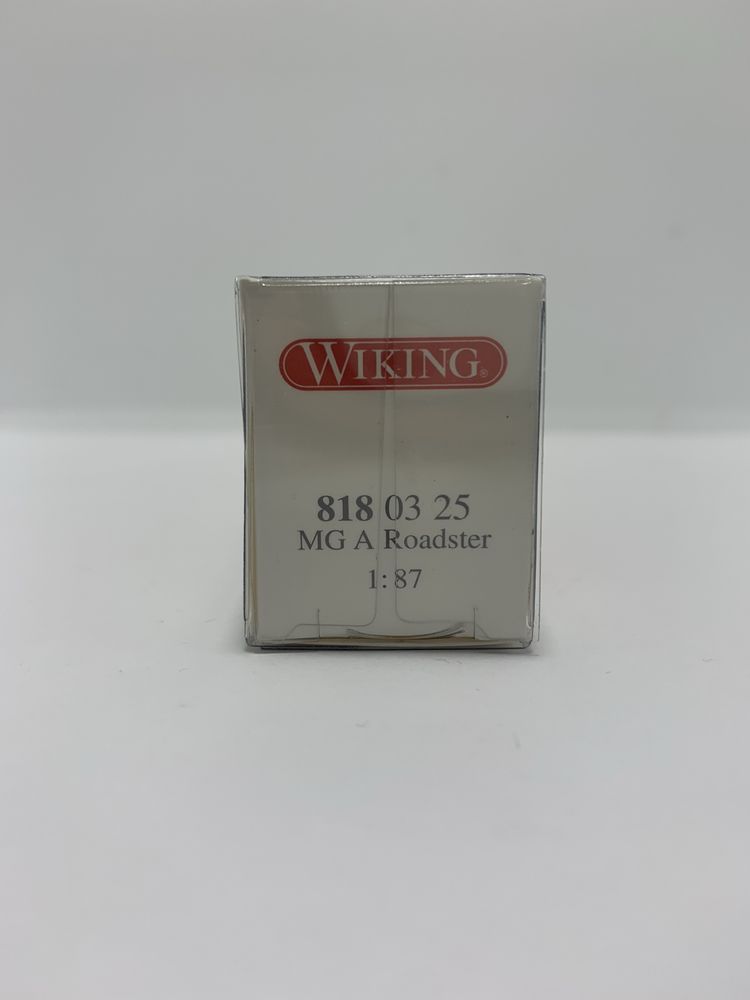 WIKING®
818 03 25
MG A Roadster
1:87